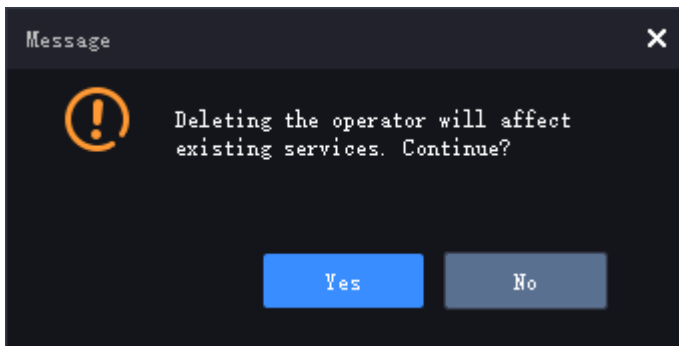 Message
Deleting the operator will affect
existing services. Continue?
Yes
No